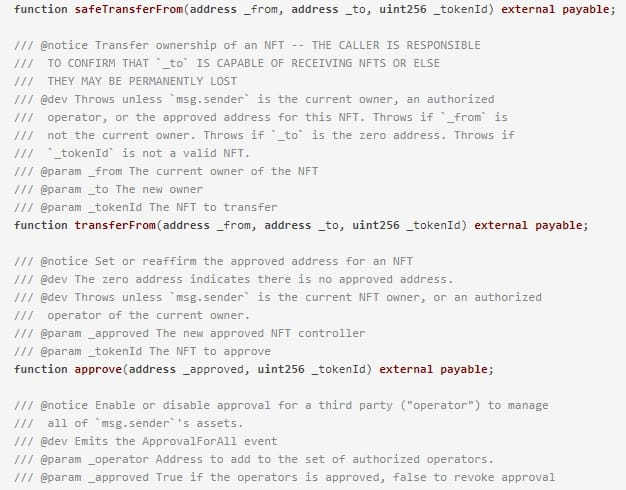 function safeTransferFrom(address _from, address _to, uint256 _tokenId) external payable;
/// @notice Transfer ownership of an NFT -- THE CALLER IS RESPONSIBLE
///  TO CONFIRM THAT `_to` IS CAPABLE OF RECEIVING NFTS OR ELSE
///  THEY MAY BE PERMANENTLY LOST
/// @dev Throws unless `msg.sender` is the current owner, an authorized
///  operator, or the approved address for this NFT. Throws if `_from` is
///  not the current owner. Throws if `_to` is the zero address. Throws if
///  `_tokenId` is not a valid NFT.
/// @param _from The current owner of the NFT
/// @param _to The new owner
/// @param _tokenId The NFT to transfer
function transferFrom(address _from, address _to, uint256 _tokenId) external payable;
/// @notice Set or reaffirm the approved address for an NFT
/// @dev The zero address indicates there is no approved address.
/// @dev Throws unless `msg.sender` is the current NFT owner, or an authorized
///  operator of the current owner.
/// @param _approved The new approved NFT controller
/// @param _tokenId The NFT to approve
function approve(address _approved, uint256 _tokenId) external payable;
/// @notice Enable or disable approval for a third party ("operator") to manage
///  all of `msg.sender`'s assets.
/// @dev Emits the ApprovalForAll event
/// @param _operator Address to add to the set of authorized operators.
/// @param _approved True if the operators is approved, false to revoke approval